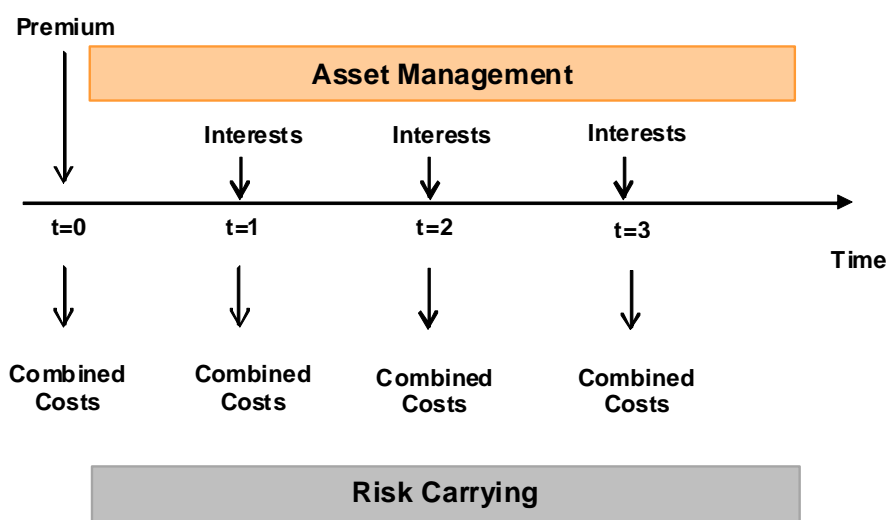 Premium
Asset Management
Interests Interests Interests
t=0 t=1 t=2 t=3
Time
Combined Combined Combined Combined
Costs Costs Costs Costs
Risk Carrying